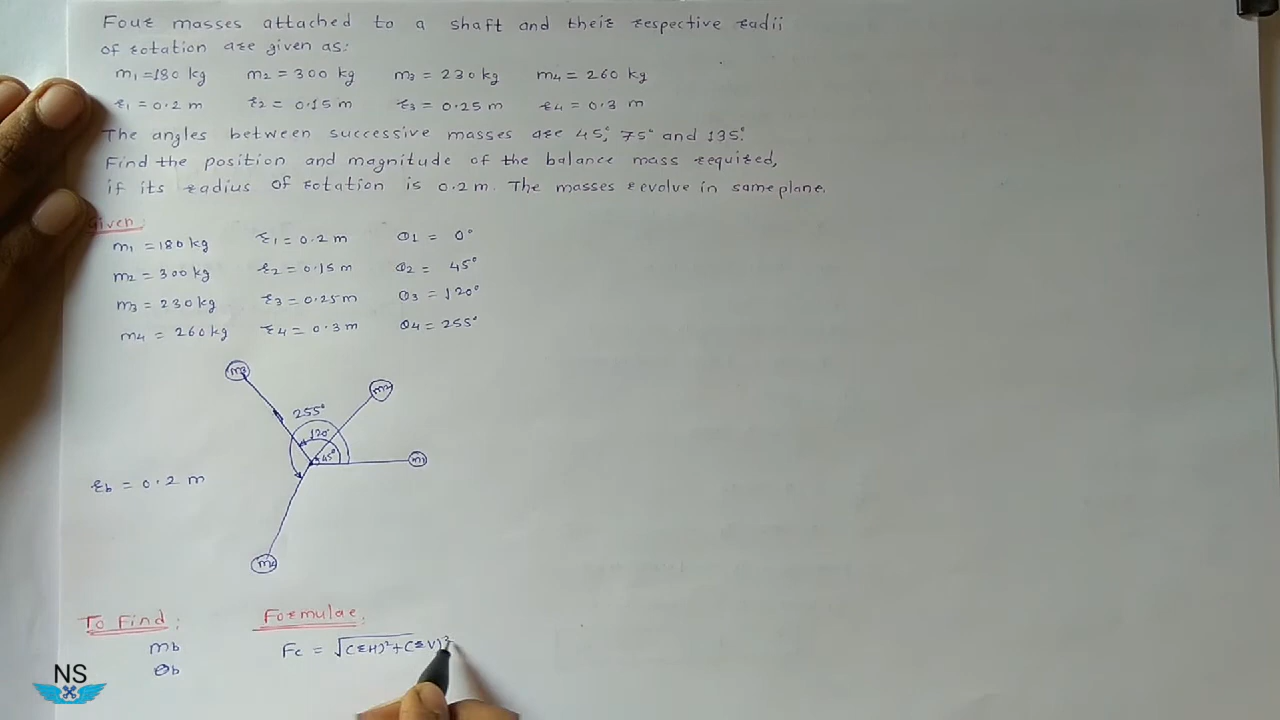 Four masses attached to a shaft and their respective radii
of rotation are given as:
m1 = 180 kg m2 = 300 kg m3 = 230 kg m4 = 260 kg
r1 = 0.2 m r2 = 0.15 m r3 = 0.25 m r4 = 0.3 m
The angles between successive masses are 45°, 75° and 135°.
Find the position and magnitude of the balance mass required,
if its radius of rotation is 0.2 m. The masses revolve in same plane.
Given:
m1 = 180 kg r1 = 0.2 m θ1 = 0°
m2 = 300 kg r2 = 0.15 m θ2 = 45°
m3 = 230 kg r3 = 0.25 m θ3 = 120°
m4 = 260 kg r4 = 0.3 m θ4 = 255°
m3
m2
255°
120°
45°
m1
rb = 0.2 m
m4
To Find: Formulae:
mb Fc = √(ΣH)²+(ΣV)²
θb
NS